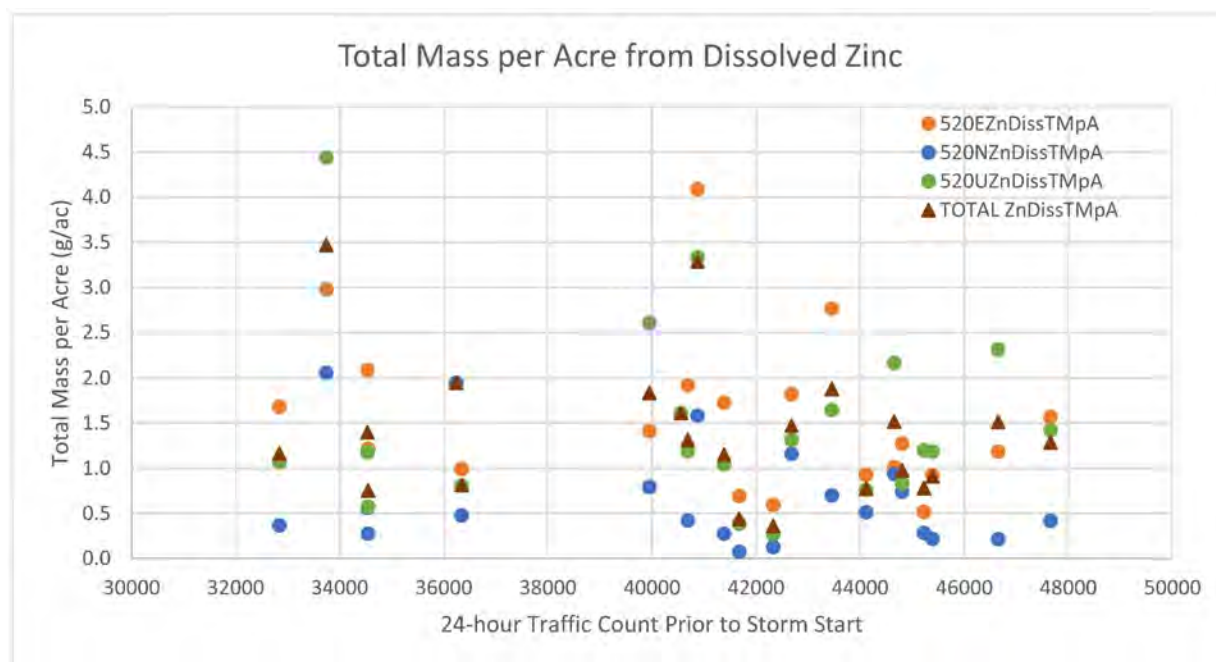 Total Mass per Acre from Dissolved Zinc
Total Mass per Acre (g/ac)
5.0
4.5
4.0
3.5
3.0
2.5
2.0
1.5
1.0
0.5
0.0
520EZnDissTMpA
520NZnDissTMpA
520UZnDissTMpA
TOTAL ZnDissTMpA
30000 32000 34000 36000 38000 40000 42000 44000 46000 48000 50000
24-hour Traffic Count Prior to Storm Start